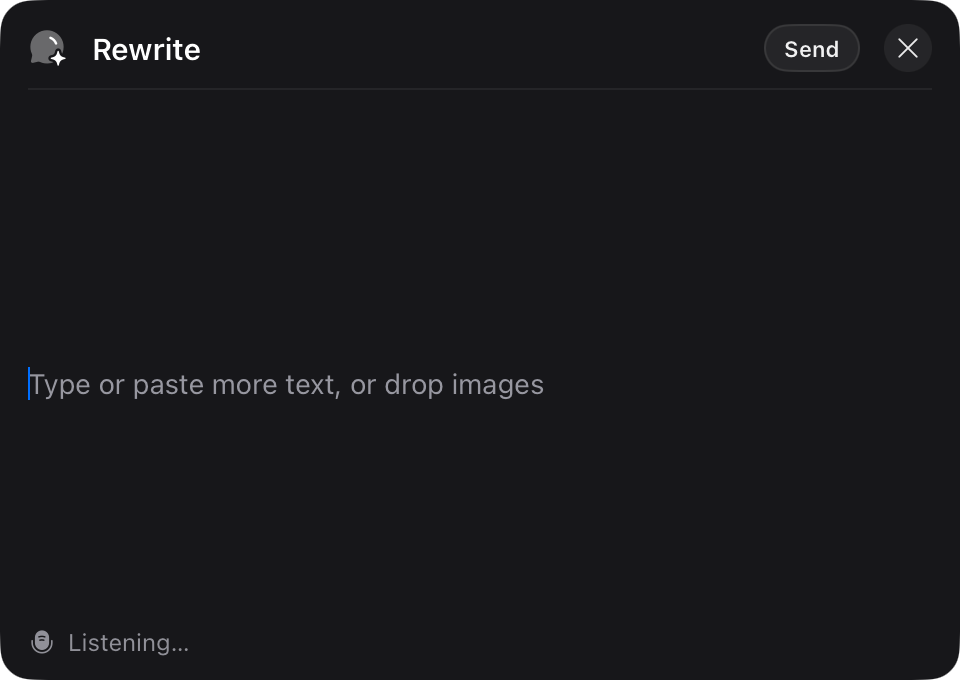 Rewrite
Send
Type or paste more text, or drop images
Listening...